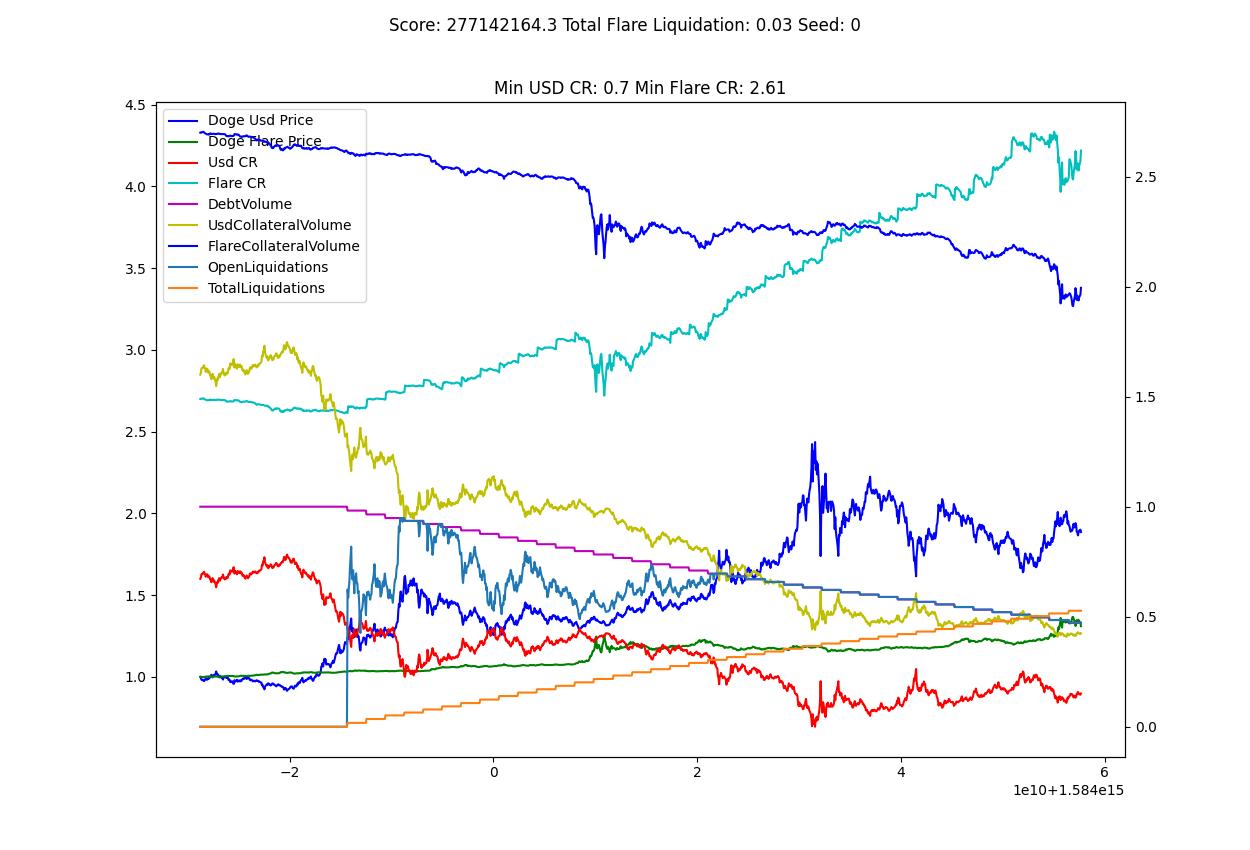 Score: 277142164.3 Total Flare Liquidation: 0.03 Seed: 0
Min USD CR: 0.7 Min Flare CR: 2.61
Doge Usd Price
Doge Flare Price
Usd CR
Flare CR
DebtVolume
UsdCollateralVolume
FlareCollateralVolume
OpenLiquidations
TotalLiquidations
4.5
4.0
3.5
3.0
2.5
2.0
1.5
1.0
2.5
2.0
1.5
1.0
0.5
0.0
−2
0
2
4
6
1e10+1.584e15